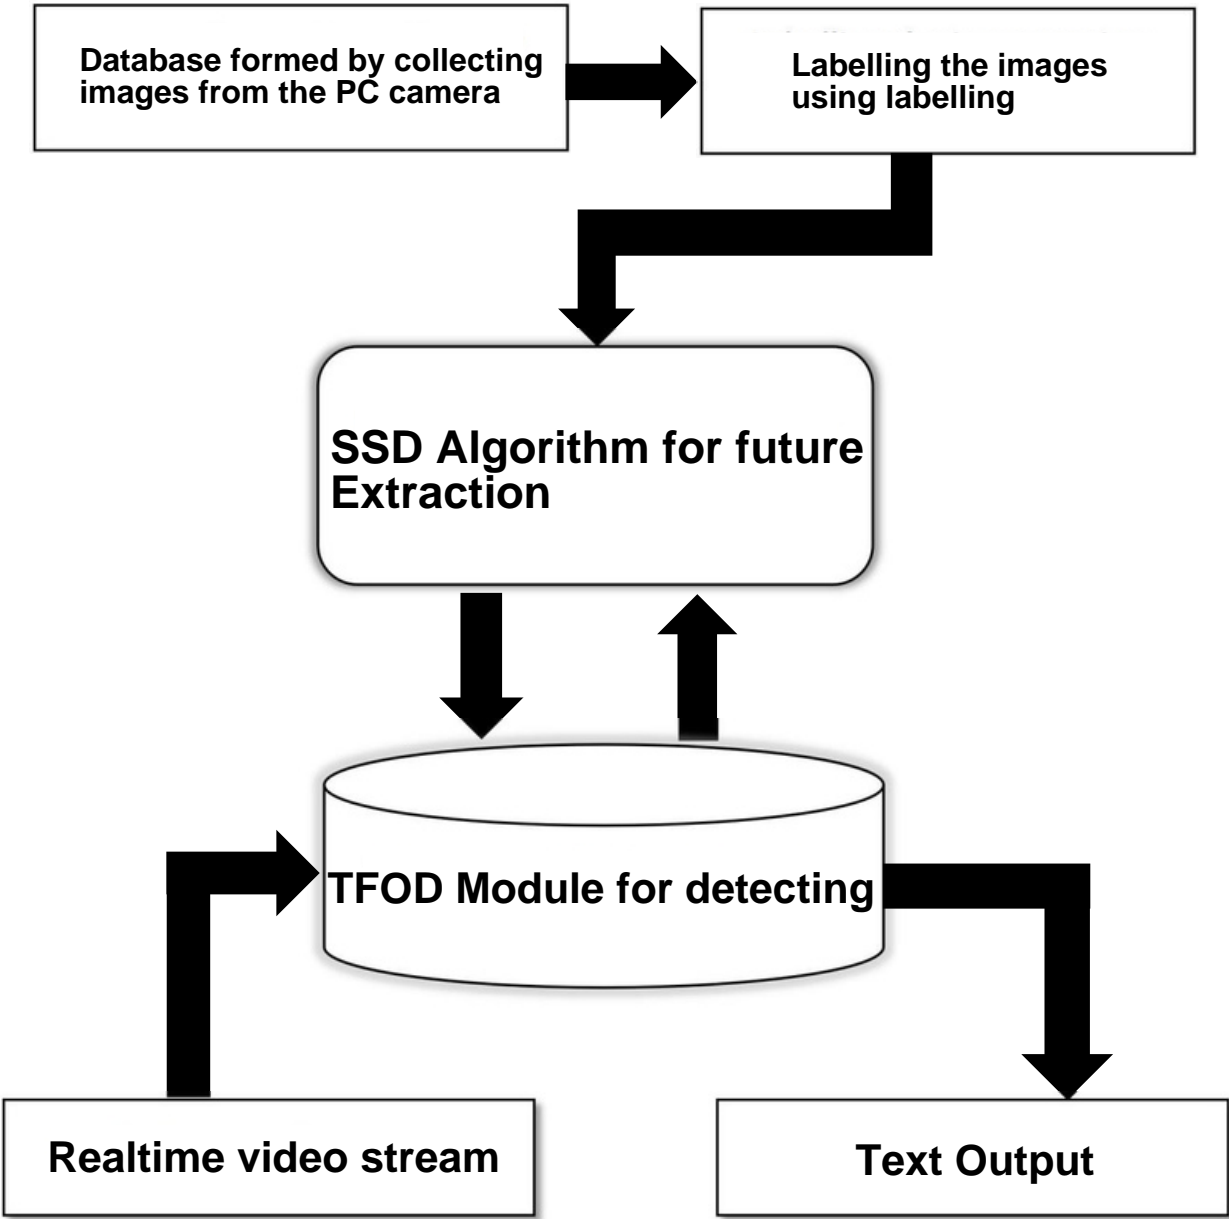 Database formed by collecting
images from the PC camera
Labelling the images
using labelling
SSD Algorithm for future
Extraction
TFOD Module for detecting
Realtime video stream
Text Output